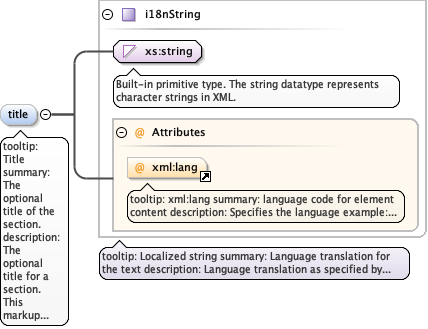 i18nString
xs:string
Built-in primitive type. The string datatype represents
character strings in XML.
title
tooltip:
Title
summary:
The
optional
title of the
section.
description:
The
optional
title for a
section.
This
markup...
@ Attributes
@ xml:lang
tooltip: xml:lang summary: language code for element
content description: Specifies the language example:...
tooltip: Localized string summary: Language translation for
the text description: Language translation as specified by...